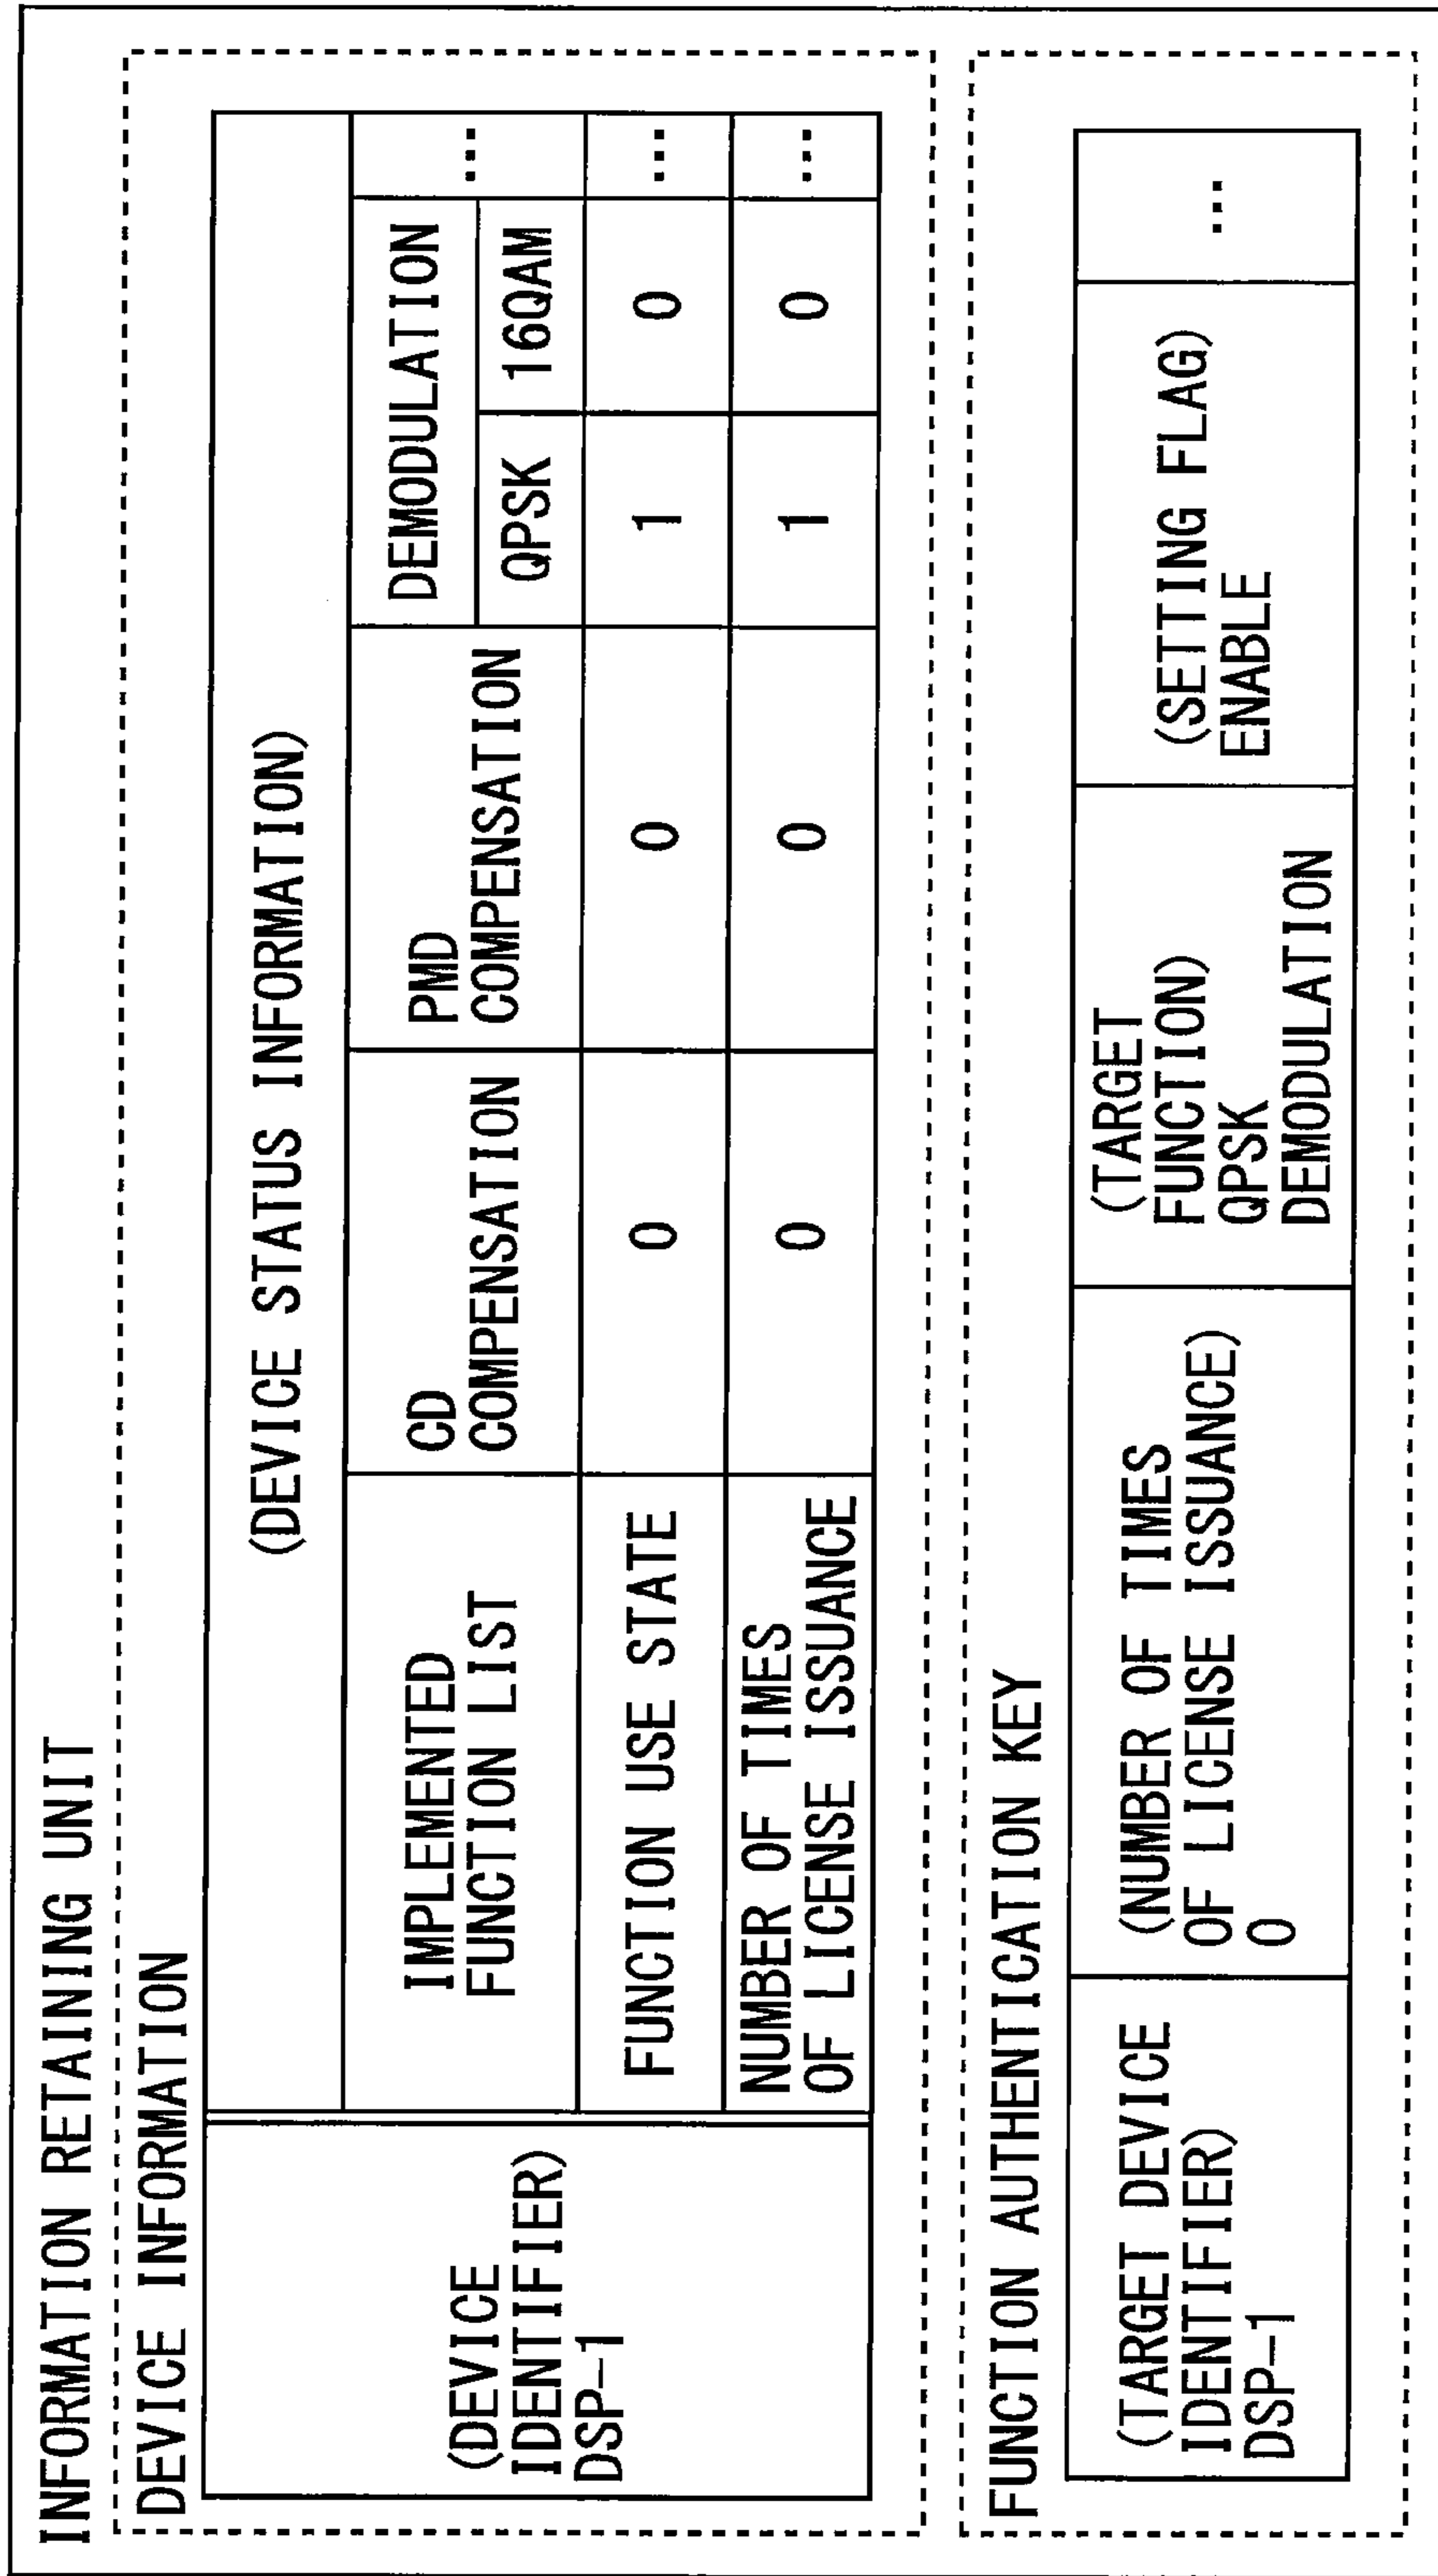 INFORMATION RETAINING UNIT
DEVICE INFORMATION
(DEVICE
IDENTIFIER)
DSP-1
(DEVICE STATUS INFORMATION)
IMPLEMENTED
FUNCTION LIST
CD
COMPENSATION
PMD
COMPENSATION
DEMODULATION
QPSK
16QAM
...
FUNCTION USE STATE
0
0
1
0
...
NUMBER OF TIMES
OF LICENSE ISSUANCE
0
0
1
0
...
FUNCTION AUTHENTICATION KEY
(TARGET DEVICE
IDENTIFIER)
DSP-1
(NUMBER OF TIMES
OF LICENSE ISSUANCE)
0
(TARGET
FUNCTION)
QPSK
DEMODULATION
(SETTING FLAG)
ENABLE
...